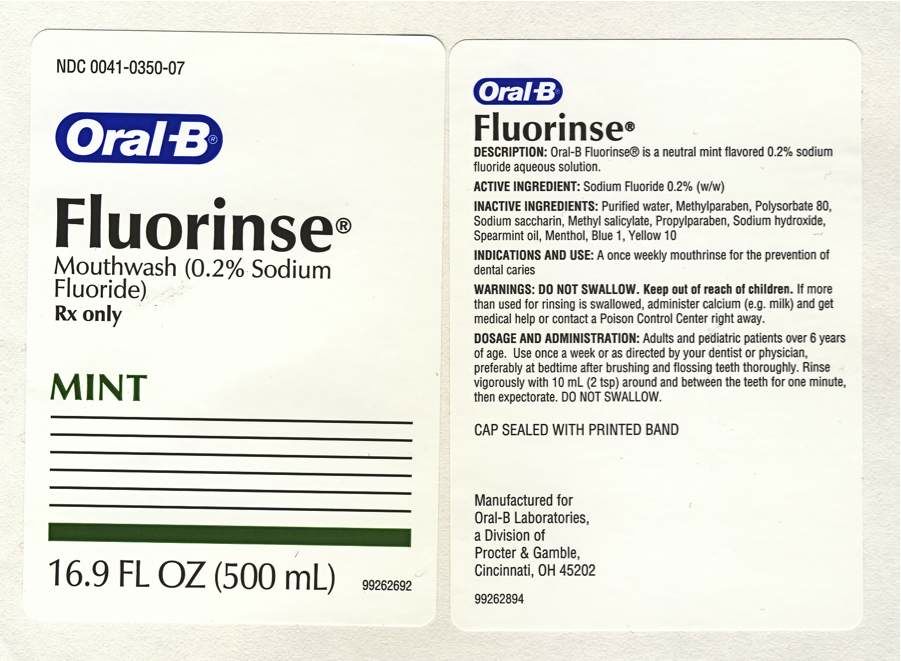 NDC 0041-0350-07
Oral-B®
Fluorinse®
Mouthwash (0.2% Sodium
Fluoride)
Rx only
MINT
16.9 FL OZ (500 mL)
99262692
Oral-B®
Fluorinse®
DESCRIPTION: Oral-B Fluorinse® is a neutral mint flavored 0.2% sodium
fluoride aqueous solution.
ACTIVE INGREDIENT: Sodium Fluoride 0.2% (w/w)
INACTIVE INGREDIENTS: Purified water, Methylparaben, Polysorbate 80,
Sodium saccharin, Methyl salicylate, Propylparaben, Sodium hydroxide,
Spearmint oil, Menthol, Blue 1, Yellow 10
INDICATIONS AND USE: A once weekly mouthrinse for the prevention of
dental caries
WARNINGS: DO NOT SWALLOW. Keep out of reach of children. If more
than used for rinsing is swallowed, administer calcium (e.g. milk) and get
medical help or contact a Poison Control Center right away.
DOSAGE AND ADMINISTRATION: Adults and pediatric patients over 6 years
of age. Use once a week or as directed by your dentist or physician,
preferably at bedtime after brushing and flossing teeth thoroughly. Rinse
vigorously with 10 mL (2 tsp) around and between the teeth for one minute,
then expectorate. DO NOT SWALLOW.
CAP SEALED WITH PRINTED BAND
Manufactured for
Oral-B Laboratories,
a Division of
Procter & Gamble,
Cincinnati, OH 45202
99262894